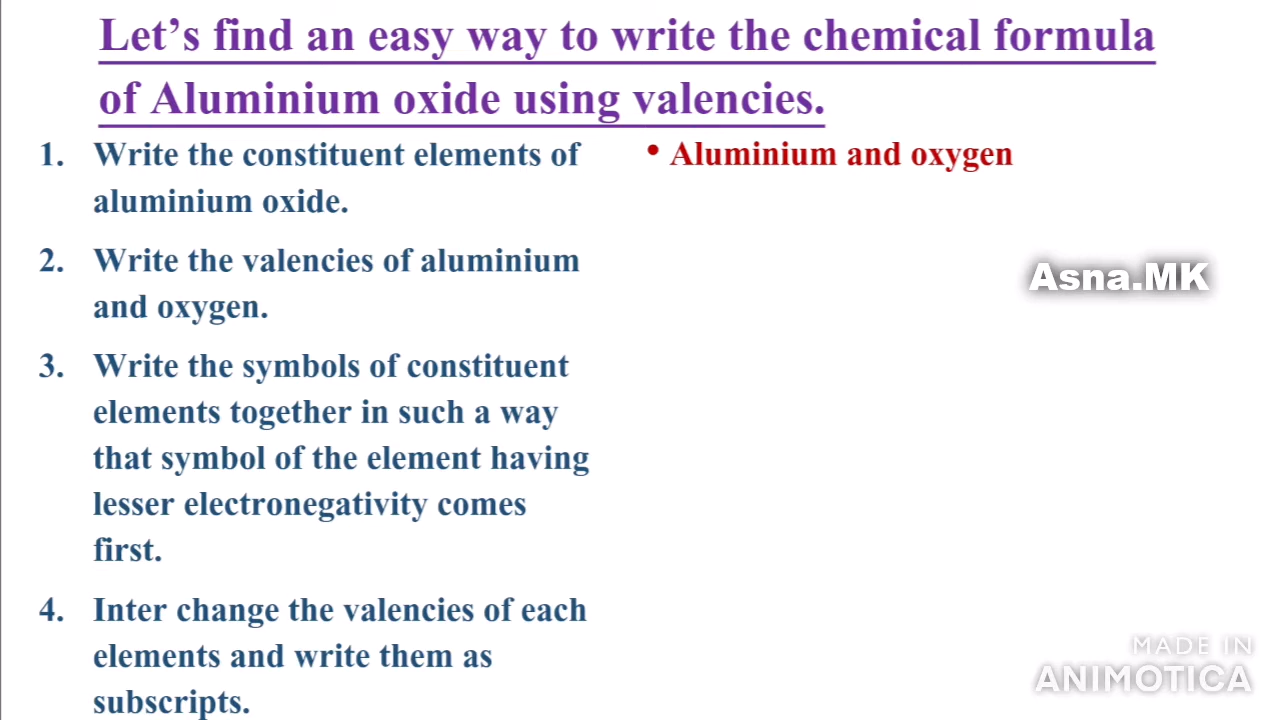 Let’s find an easy way to write the chemical formula
of Aluminium oxide using valencies.
1. Write the constituent elements of
aluminium oxide.
• Aluminium and oxygen
2. Write the valencies of aluminium
and oxygen.
Asna.MK
3. Write the symbols of constituent
elements together in such a way
that symbol of the element having
lesser electronegativity comes
first.
4. Inter change the valencies of each
elements and write them as
subscripts.
MADE IN
ANIMOTICA